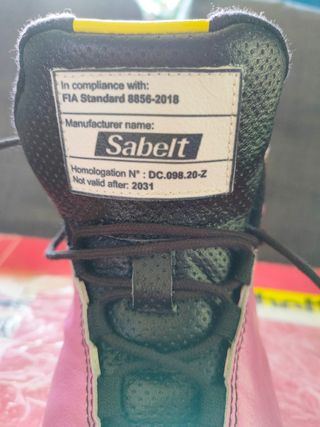 In compliance with:
FIA Standard 8856-2018
Manufacturer name:
Sabelt
Homologation N° : DC.098.20-Z
Not valid after: 2031